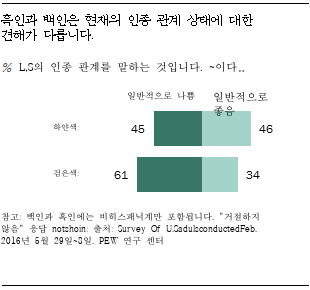 흑인과 백인은 현재의 인종 관계 상태에 대한
견해가 다릅니다.
% L,S의 인종 관계를 말하는 것입니다. ~이다..
일반적으로 나쁨
일반적으로
좋음
하얀색:
45
46
검은색:
61
34
참고: 백인과 흑인에는 비히스패닉계만 포함됩니다. "거절하지
않음" 응답 notshoin: 출처: Survey Of U.SadulsconductedFeb.
2016년 5월 29일~8일. PEW 연구 센터